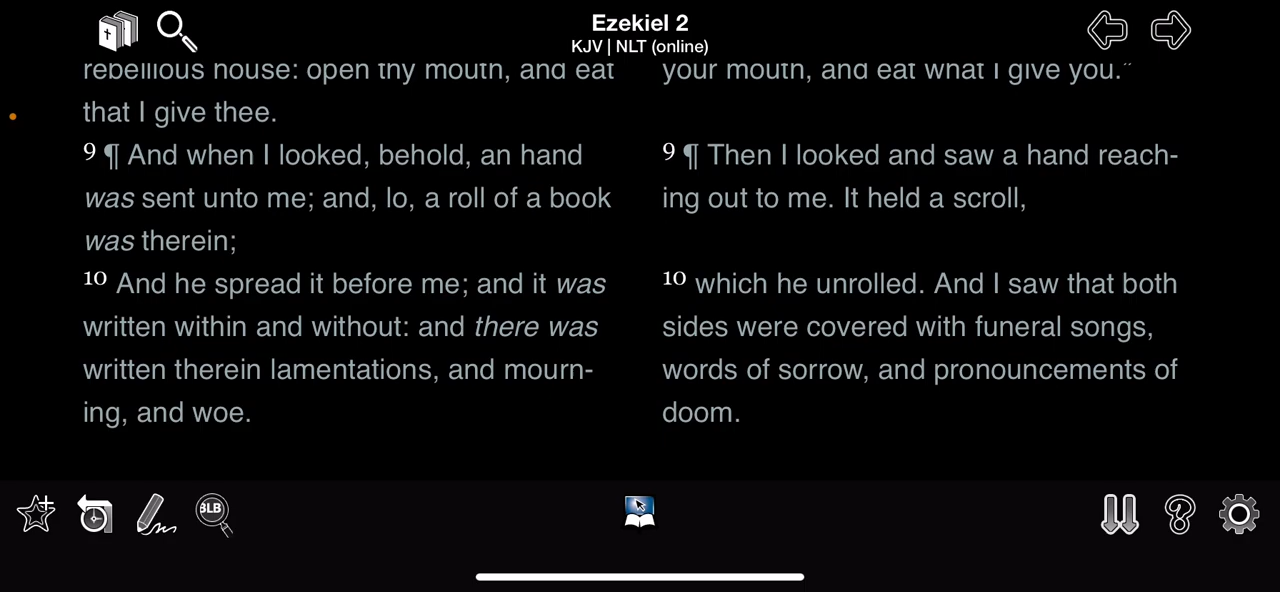 Ezekiel 2
KJV | NLT (online)
rebellious house: open thy mouth, and eat
that I give thee.
9 ¶ And when I looked, behold, an hand
was sent unto me; and, lo, a roll of a book
was therein;
10 And he spread it before me; and it was
written within and without: and there was
written therein lamentations, and mourn-
ing, and woe.
your mouth, and eat what I give you.”
9 ¶ Then I looked and saw a hand reach-
ing out to me. It held a scroll,
10 which he unrolled. And I saw that both
sides were covered with funeral songs,
words of sorrow, and pronouncements of
doom.
BLB